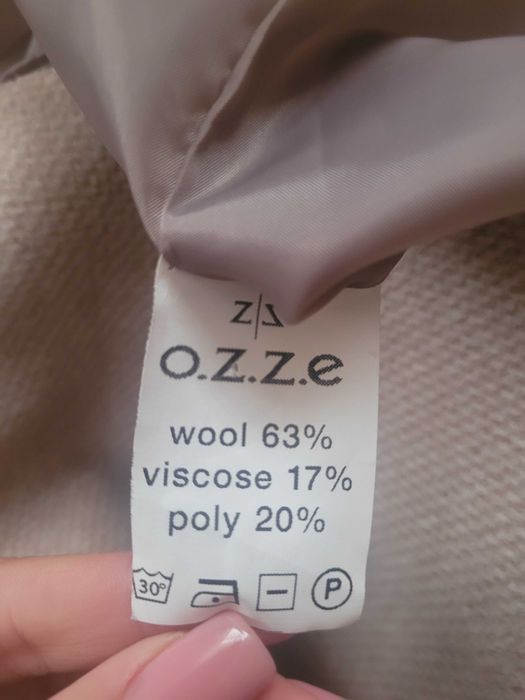 Z|Z
o.z.z.e
wool 63%
viscose 17%
poly 20%
30° P